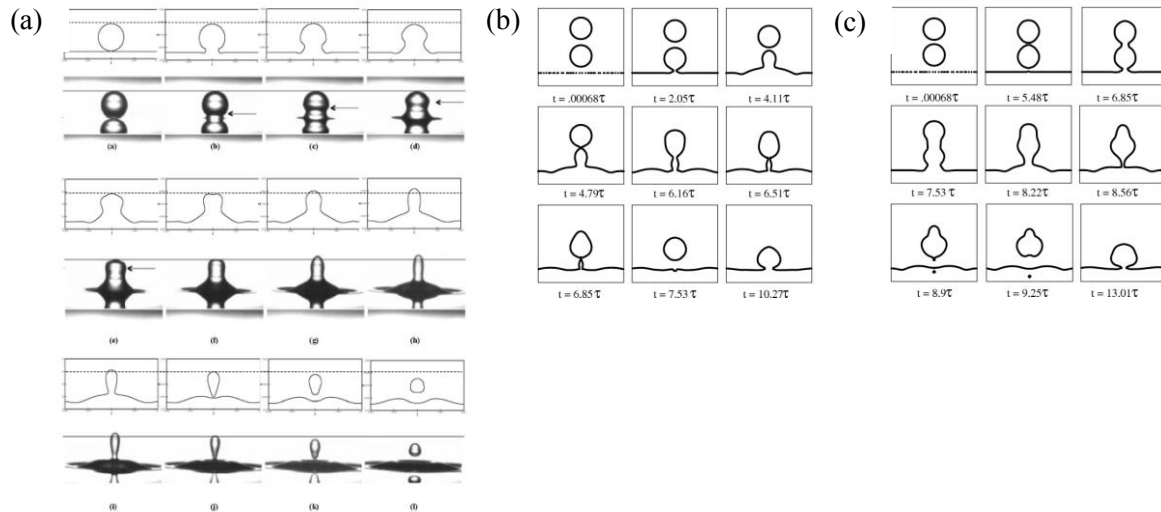 (a)
(a) (b) (c) (d)
(e) (f) (g) (h)
(i) (j) (k) (l)
(b)
t = .00068τ t = 2.05τ t = 4.11τ
t = 4.79τ t = 6.16τ t = 6.51τ
t = 6.85τ t = 7.53τ t = 10.27τ
(c)
t = .00068τ t = 5.48τ t = 6.85τ
t = 7.53τ t = 8.22τ t = 8.56τ
t = 8.9τ t = 9.25τ t = 13.01τ